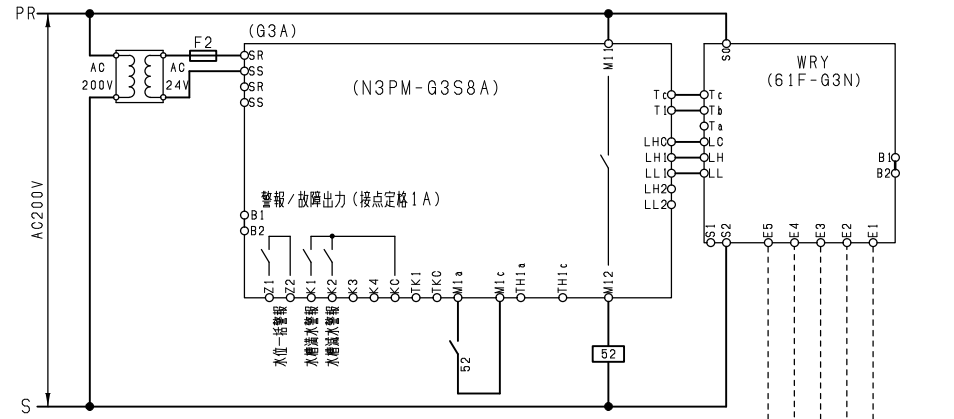 PR
(G3A)
F2
SR
SS
SR
SS
AC
200V
AC
24V
(N3PM-G3S8A)
M11
S0
WRY
(61F-G3N)
Tc
T1
LHC
LH1
LL1
LH2
LL2
Tc
Tb
Ta
LC
LH
LL
B1
B2
AC200V
警報/故障出力(接点定格1A)
B1
B2
Z1
Z2
K1
K2
K3
K4
KC
TK1
TKC
M1a
M1c
TH1a
TH1c
M12
S1
S2
E5
E4
E3
E2
E1
水位一括警報
水槽満水警報
水槽減水警報
52
52
S